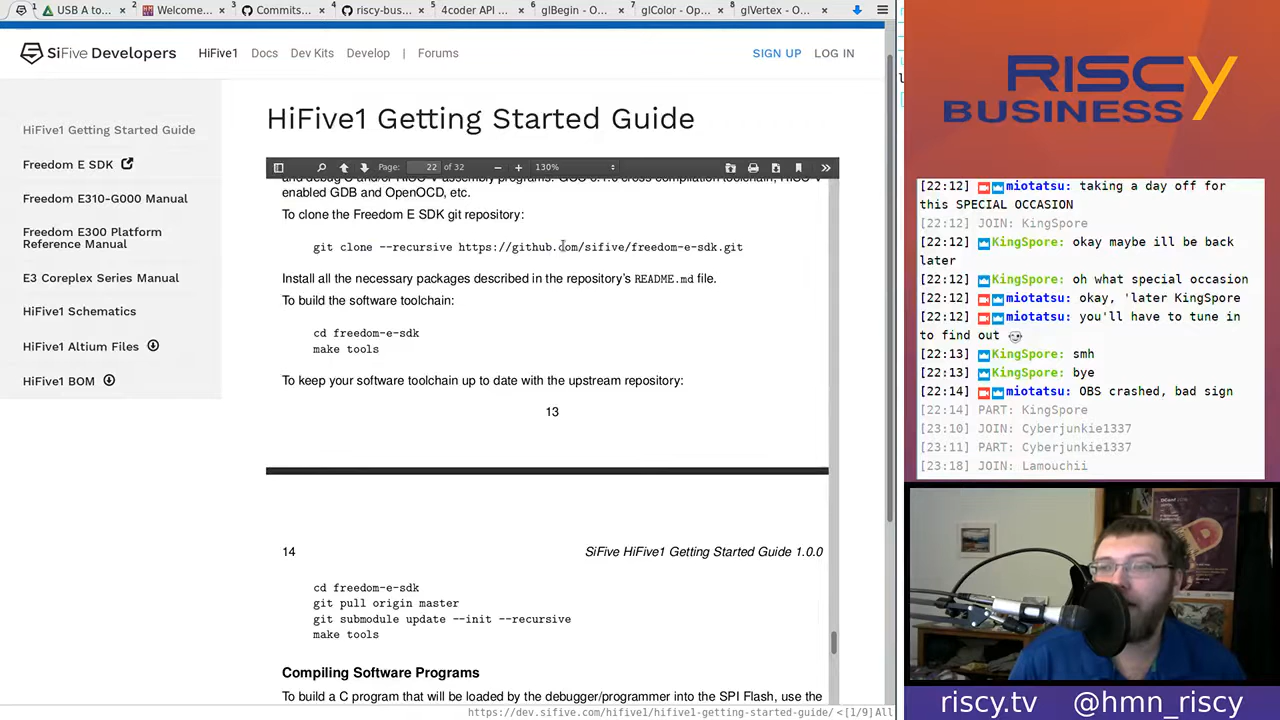 1 USB A to... × 2 Welcome... × 3 Commits... × 4 riscy-bus... × 5 4coder API ... × 6 glBegin - O... × 7 glColor - Op... × 8 glVertex - O... ×
SiFive Developers HiFive1 Docs Dev Kits Develop | Forums SIGN UP LOG IN
HiFive1 Getting Started Guide
Freedom E SDK
Freedom E310-G000 Manual
Freedom E300 Platform
Reference Manual
E3 Coreplex Series Manual
HiFive1 Schematics
HiFive1 Altium Files
HiFive1 BOM
HiFive1 Getting Started Guide
Page: 22 of 32 130%
enabled GDB and OpenOCD, etc.
To clone the Freedom E SDK git repository:
git clone --recursive https://github.com/sifive/freedom-e-sdk.git
Install all the necessary packages described in the repository's README.md file.
To build the software toolchain:
cd freedom-e-sdk
make tools
To keep your software toolchain up to date with the upstream repository:
13
14 SiFive HiFive1 Getting Started Guide 1.0.0
cd freedom-e-sdk
git pull origin master
git submodule update --init --recursive
make tools
Compiling Software Programs
To build a C program that will be loaded by the debugger/programmer into the SPI Flash, use the
https://dev.sifive.com/hifive1/hifive1-getting-started-guide/ <[1/9]All
RISCY
BUSINESS
[22:12] miotatsu: taking a day off for
this SPECIAL OCCASION
[22:12] JOIN: KingSpore
[22:12] KingSpore: okay maybe ill be back
later
[22:12] KingSpore: oh what special occasion
[22:12] miotatsu: okay, 'later KingSpore
[22:12] miotatsu: you'll have to tune in
to find out
[22:13] KingSpore: smh
[22:13] KingSpore: bye
[22:14] miotatsu: OBS crashed, bad sign
[22:14] PART: KingSpore
[23:10] JOIN: Cyberjunkie1337
[23:11] PART: Cyberjunkie1337
[23:18] JOIN: Lamouchii
riscy.tv @hmn_riscy